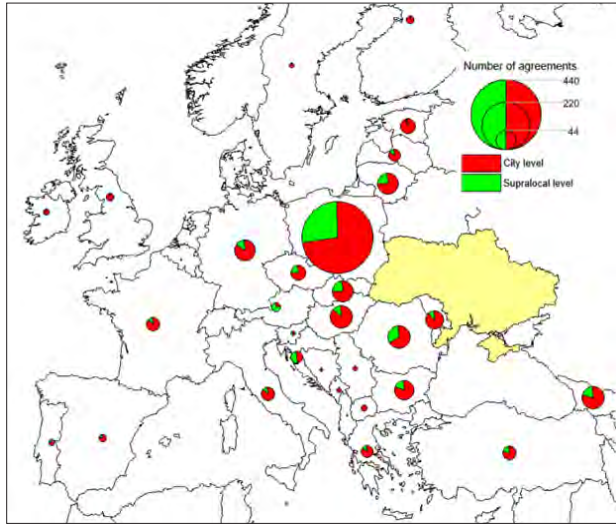 Number of agreements
440
220
44
City level
Supralocal level